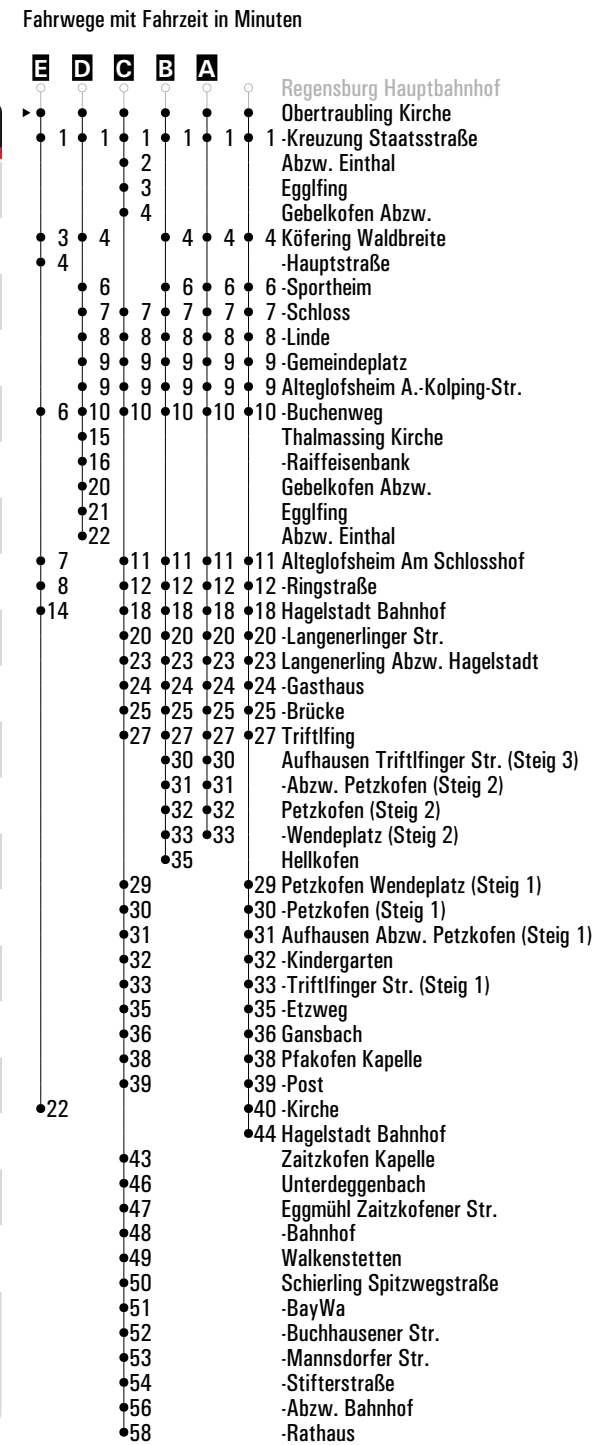 Fahrwege mit Fahrzeit in Minuten
E D C B A
Regensburg Hauptbahnhof
Obertraubling Kirche
1 1 1 1 1 1 -Kreuzung Staatsstraße
2 Abzw. Einthal
3 Egglfing
4 Gebelkofen Abzw.
3 4 4 4 4 Köfering Waldbreite
4 -Hauptstraße
6 6 6 6 -Sportheim
7 7 7 7 7 -Schloss
8 8 8 8 8 -Linde
9 9 9 9 9 -Gemeindeplatz
9 9 9 9 9 Alteglofsheim A.-Kolping-Str.
6 10 10 10 10 10 -Buchenweg
15 Thalmassing Kirche
16 -Raiffeisenbank
20 Gebelkofen Abzw.
21 Egglfing
22 Abzw. Einthal
7 11 11 11 11 Alteglofsheim Am Schlosshof
8 12 12 12 12 -Ringstraße
14 18 18 18 18 Hagelstadt Bahnhof
20 20 20 20 -Langenerlinger Str.
23 23 23 23 Langenerling Abzw. Hagelstadt
24 24 24 24 -Gasthaus
25 25 25 25 -Brücke
27 27 27 27 Triftlfing
30 30 Aufhausen Triftlfinger Str. (Steig 3)
31 31 -Abzw. Petzkofen (Steig 2)
32 32 Petzkofen (Steig 2)
33 33 -Wendeplatz (Steig 2)
35 Hellkofen
29 29 Petzkofen Wendeplatz (Steig 1)
30 30 -Petzkofen (Steig 1)
31 31 Aufhausen Abzw. Petzkofen (Steig 1)
32 32 -Kindergarten
33 33 -Triftlfinger Str. (Steig 1)
35 35 -Etzweg
36 36 Gansbach
38 38 Pfakofen Kapelle
39 39 -Post
22 40 -Kirche
44 Hagelstadt Bahnhof
43 Zaitzkofen Kapelle
46 Unterdeggenbach
47 Eggmühl Zaitzkofener Str.
48 -Bahnhof
49 Walkenstetten
50 Schierling Spitzwegstraße
51 -BayWa
52 -Buchhausener Str.
53 -Mannsdorfer Str.
54 -Stifterstraße
56 -Abzw. Bahnhof
58 -Rathaus